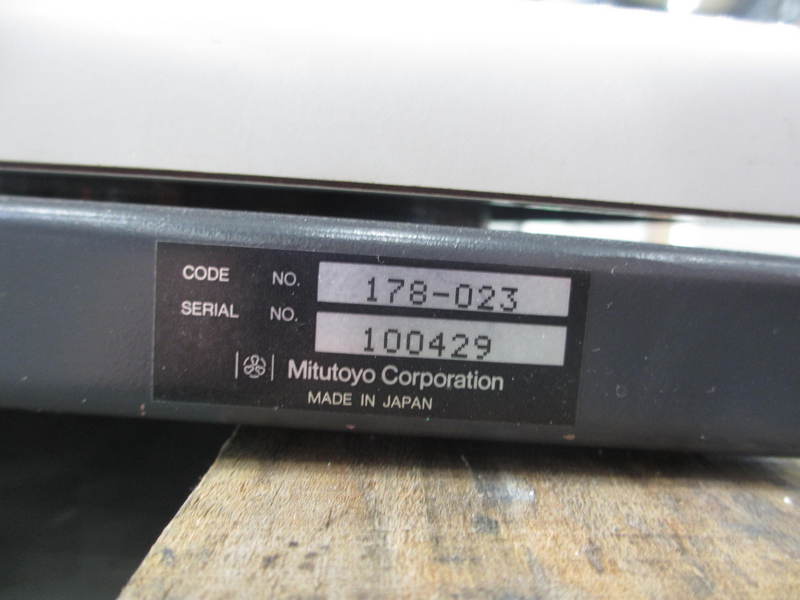 CODE NO. 178-023
SERIAL NO. 100429
Mitutoyo Corporation
MADE IN JAPAN